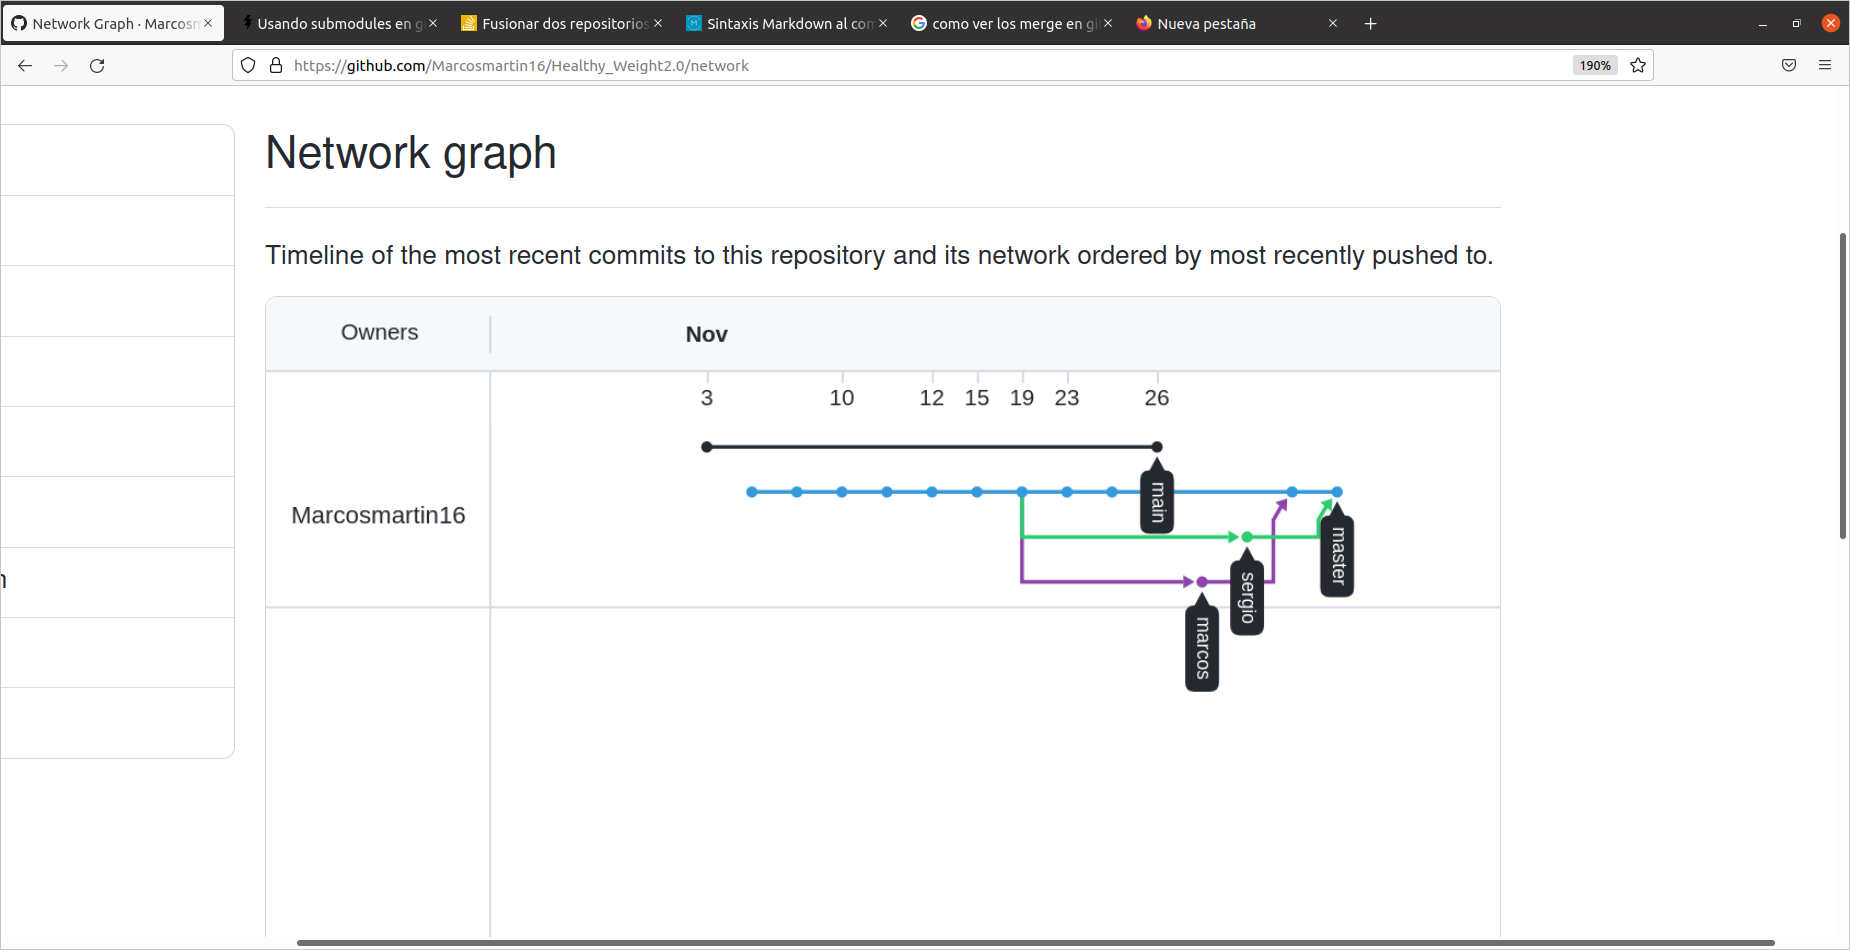 Network Graph · Marcosm
Usando submodules en g
Fusionar dos repositorios
Sintaxis Markdown al com
como ver los merge en git
Nueva pestaña
https://github.com/Marcosmartin16/Healthy_Weight2.0/network
190%
Network graph
Timeline of the most recent commits to this repository and its network ordered by most recently pushed to.
Owners
Nov
3 10 12 15 19 23 26
Marcosmartin16
main
master
sergio
marcos